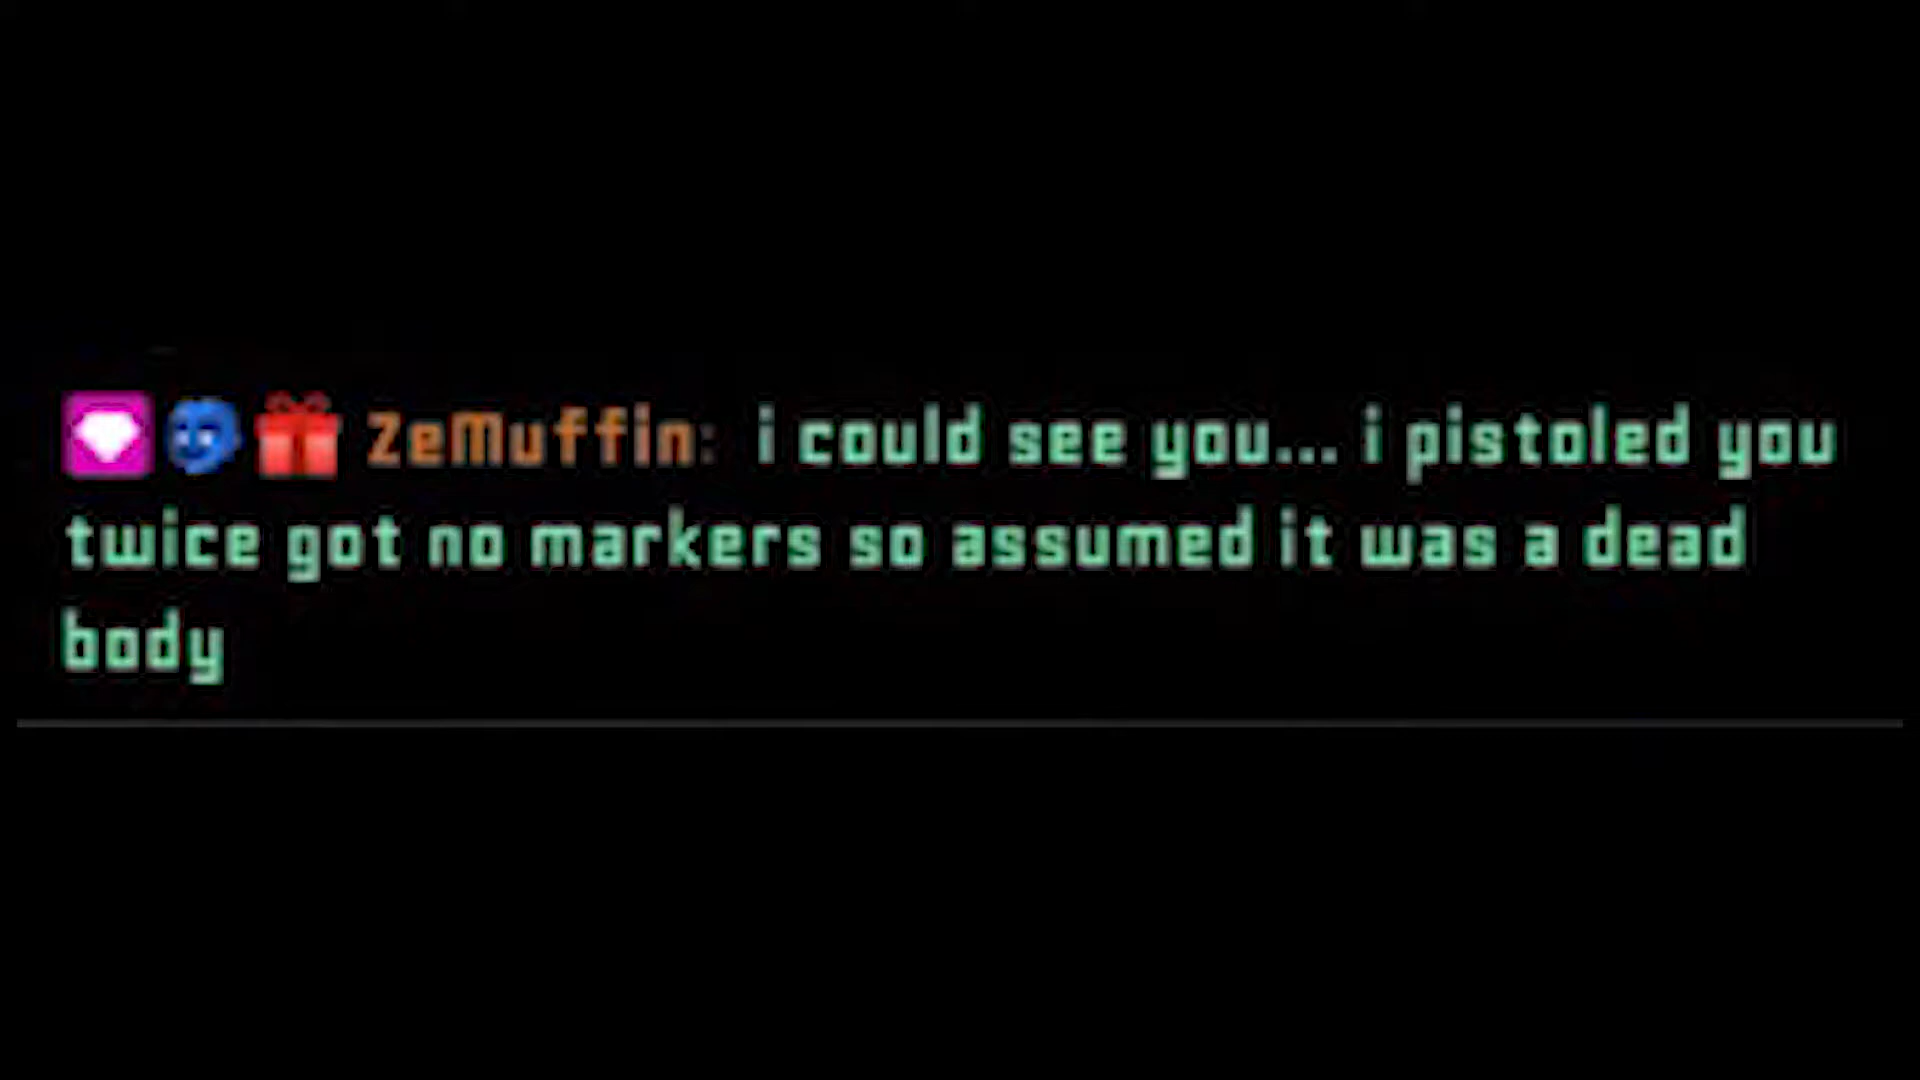 ZeMuffin: i could see you... i pistoled you
twice got no markers so assumed it was a dead
body